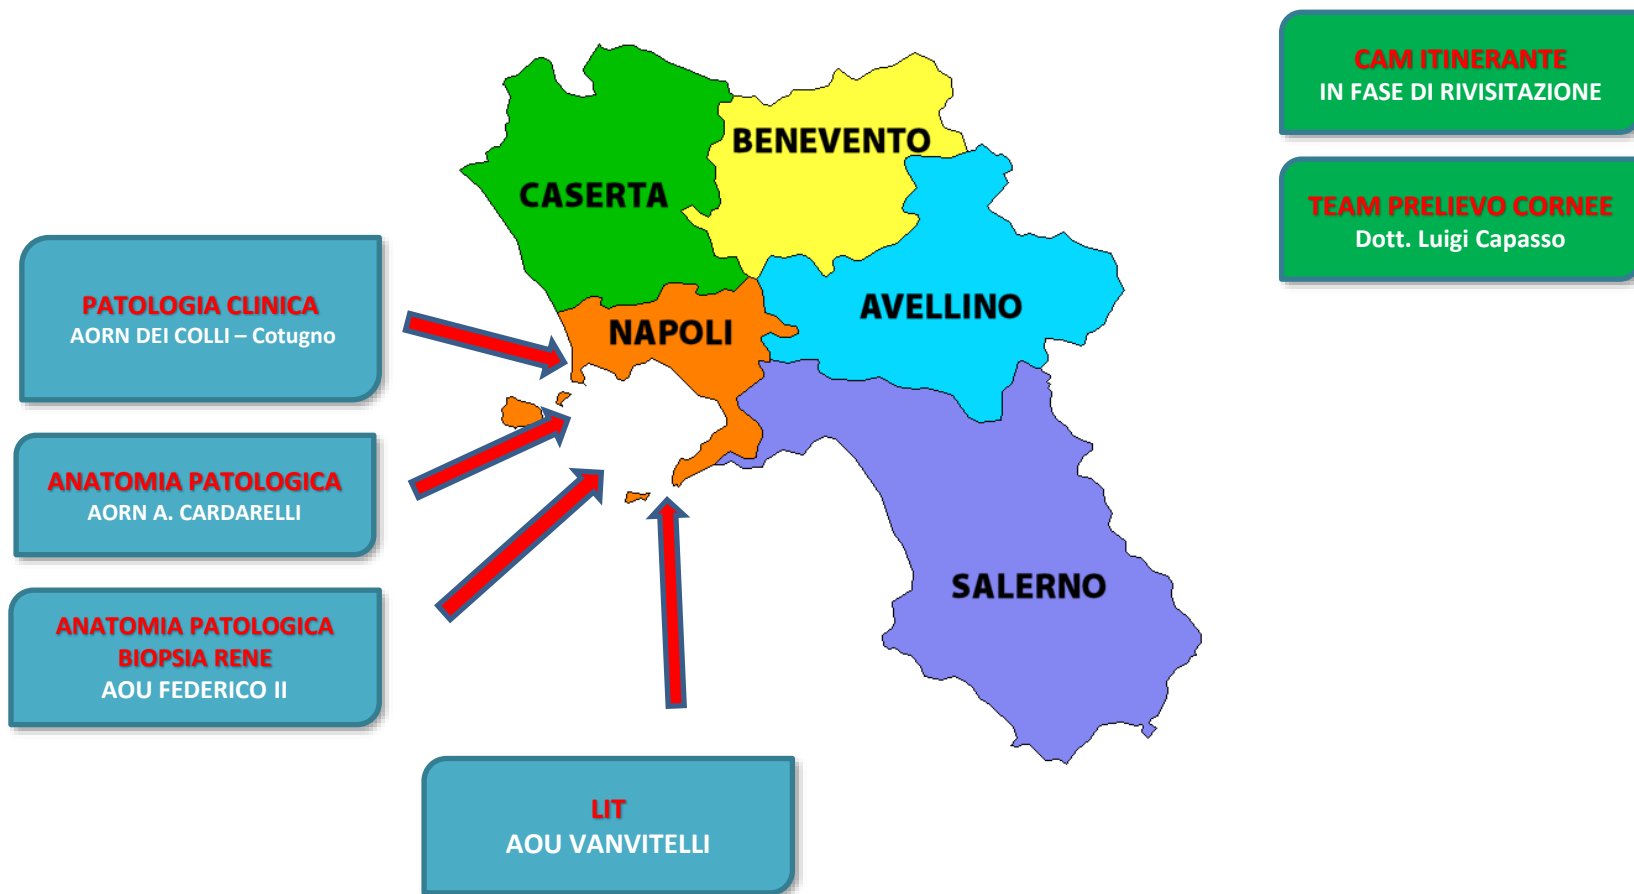 CAM ITINERANTE
IN FASE DI RIVISITAZIONE
TEAM PRELIEVO CORNEE
Dott. Luigi Capasso
BENEVENTO
CASERTA
AVELLINO
NAPOLI
SALERNO
PATOLOGIA CLINICA
AORN DEI COLLI – Cotugno
ANATOMIA PATOLOGICA
AORN A. CARDARELLI
ANATOMIA PATOLOGICA
BIOPSIA RENE
AOU FEDERICO II
LIT
AOU VANVITELLI